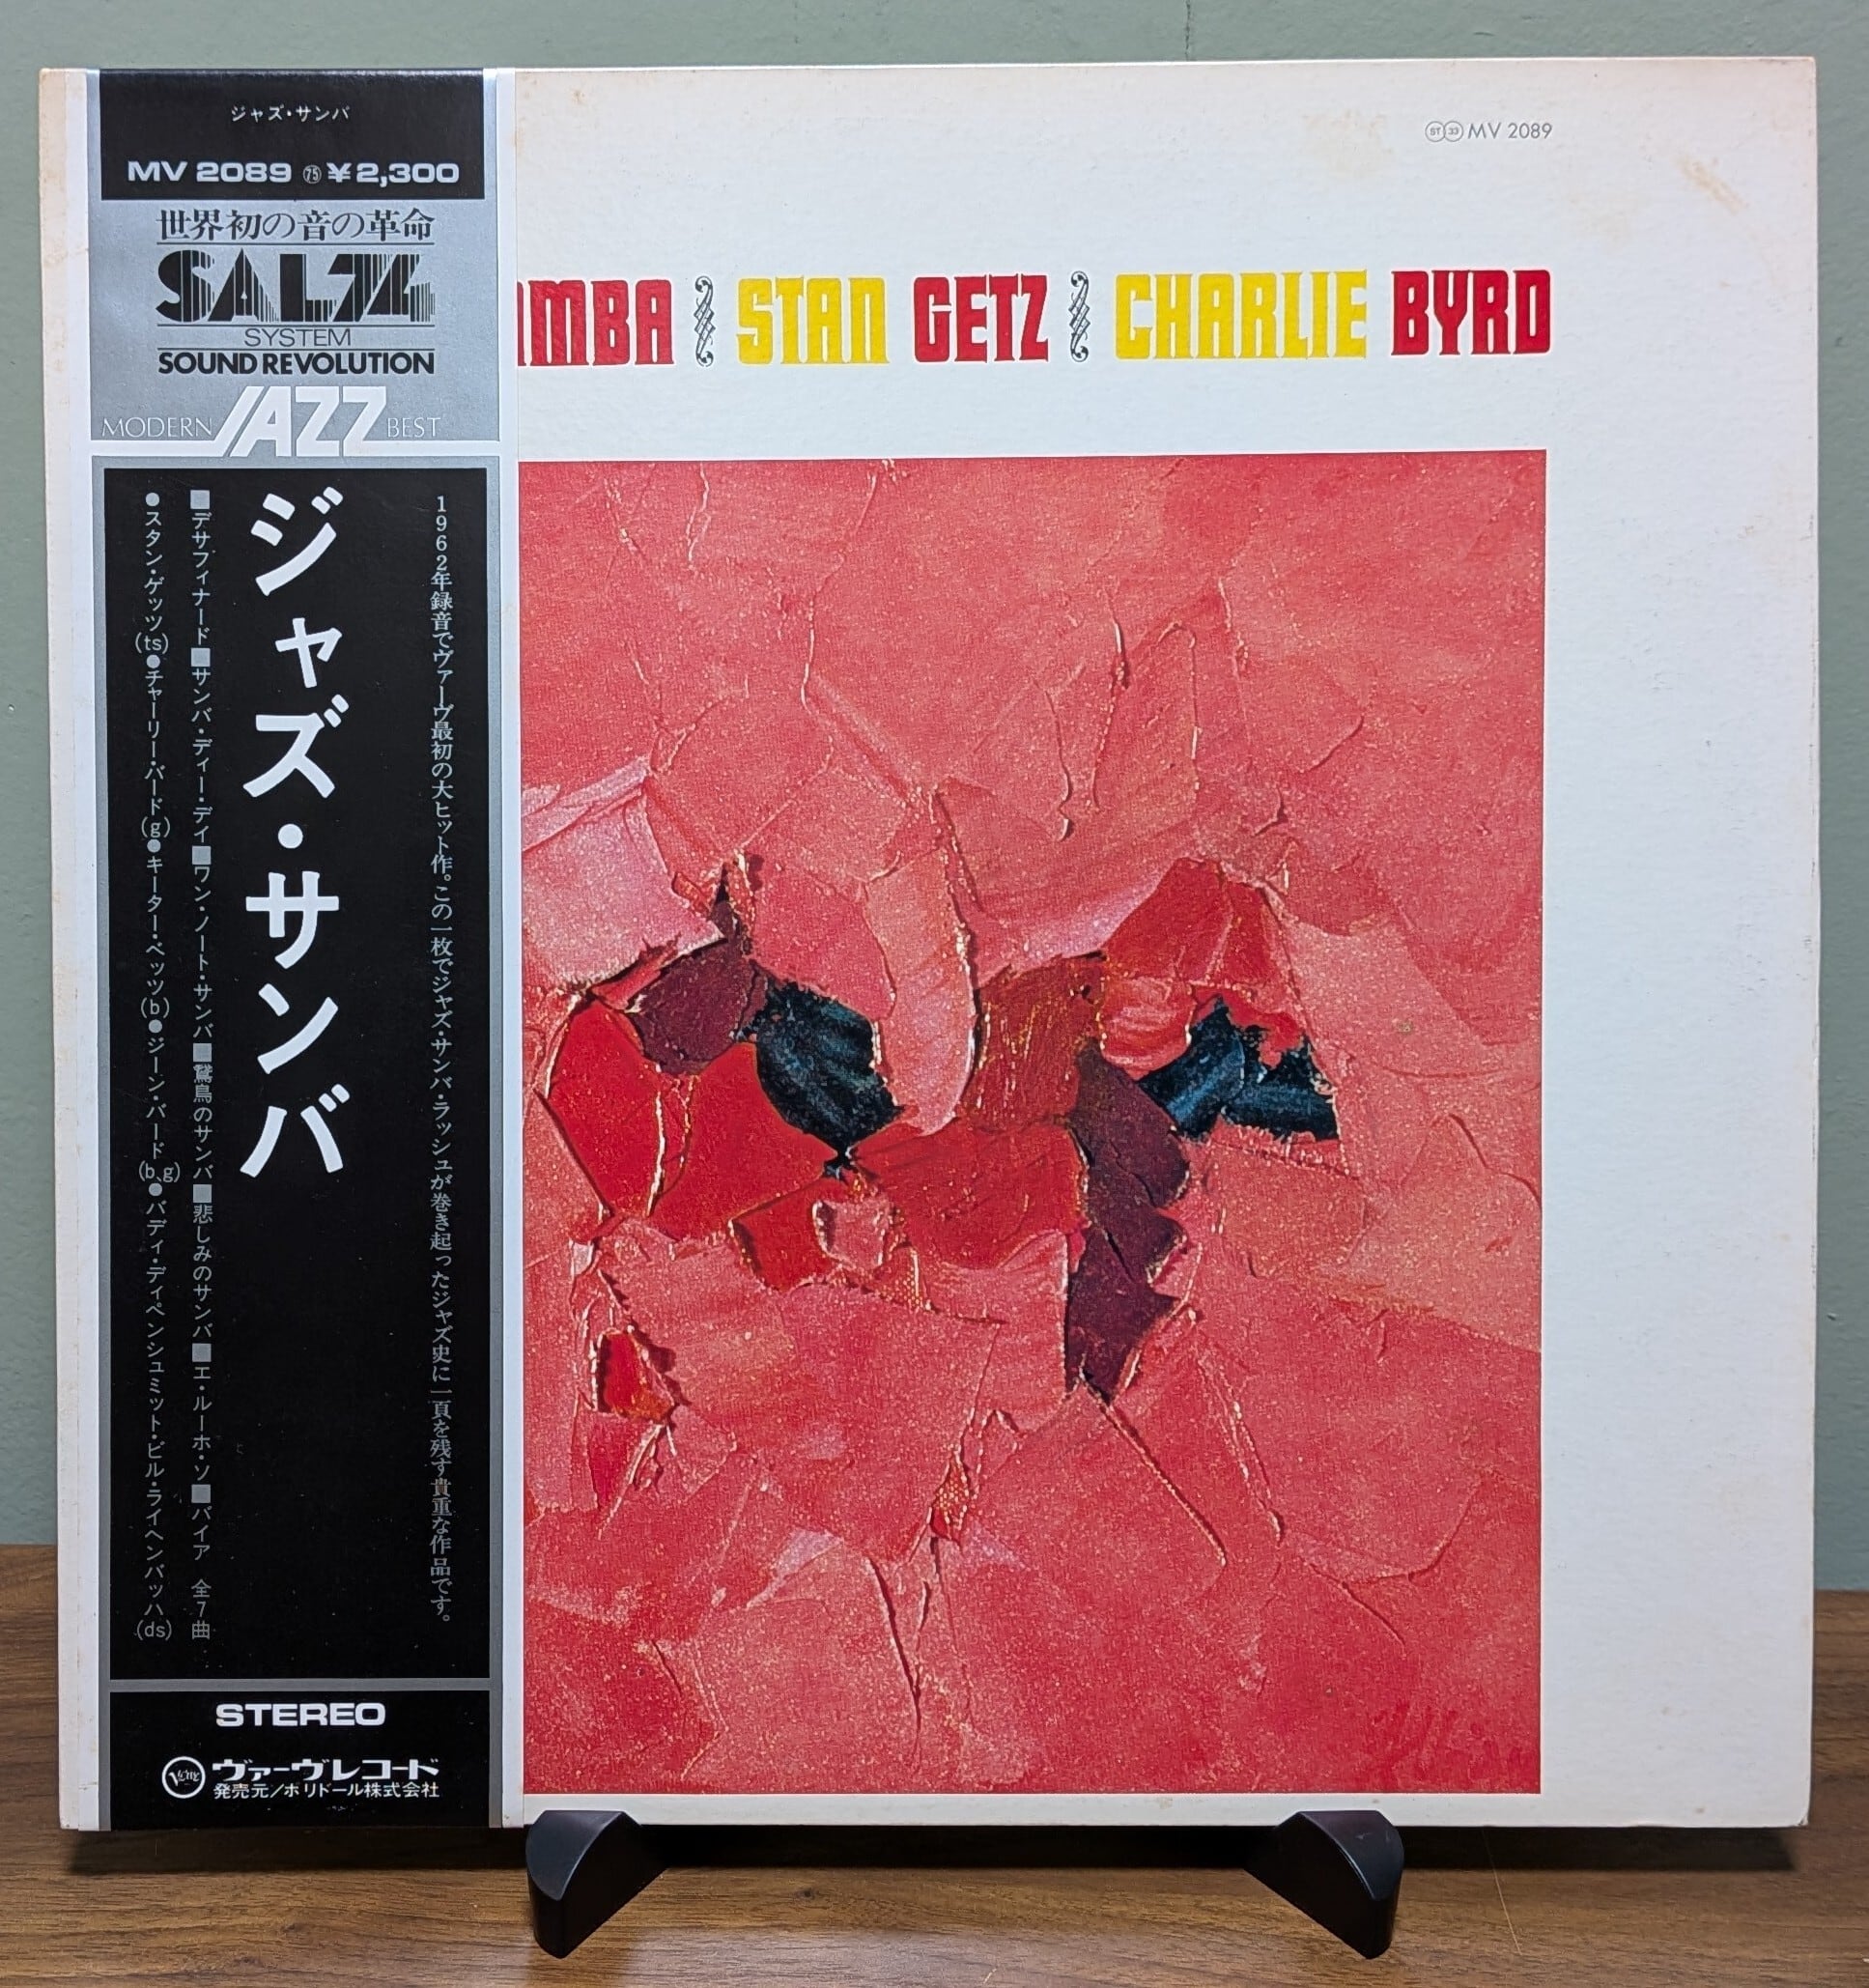 ジャズ・サンバ
MV 2089 ㊄ ¥2,300
世界初の音の革命
SAL74
SYSTEM
SOUND REVOLUTION
MODERN JAZZ BEST
1962年録音でヴァーヴ最初の大ヒット作。この一枚でジャズ・サンバ・ラッシュが巻き起ったジャズ史に一頁を残す貴重な作品です。
ジャズ・サンバ
■デサフィナード■サンバ・ディー・ディ■ワン・ノート・サンバ■鵞鳥のサンバ■悲しみのサンバ■エ・ルーホ・ソ■バイア 全7曲
●スタン・ゲッツ(ts)●チャーリー・バード(g)●キーター・ベッツ(b)●ジーン・バード(b、g)●バディ・ディペンシュミット・ビル・ライヘンバッハ(ds)
STEREO
Verve ヴァーヴレコード
発売元/ポリドール株式会社
ST 33 MV 2089
AMBA STAN GETZ CHARLIE BYRD